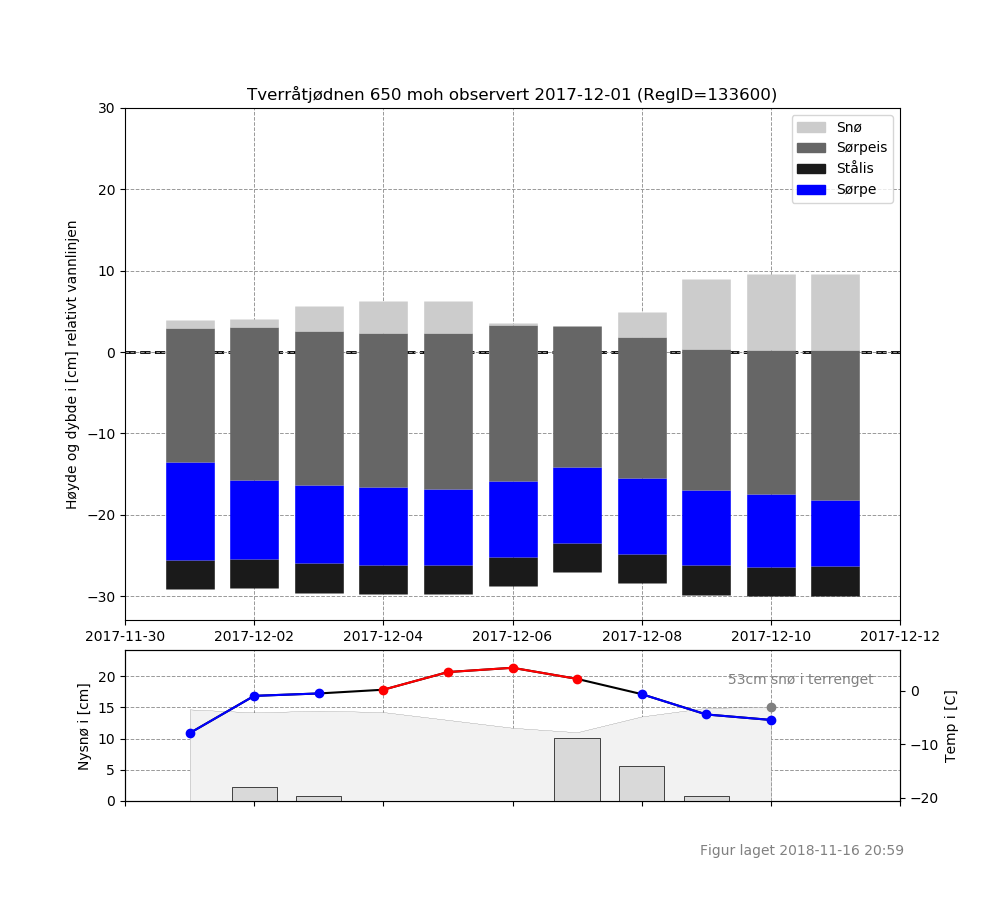 Tverråtjødnen 650 moh observert 2017-12-01 (RegID=133600)
Høyde og dybde i [cm] relativt vannlinjen
30
20
10
0
−10
−20
−30
Snø
Sørpeis
Stålis
Sørpe
2017-11-30 2017-12-02 2017-12-04 2017-12-06 2017-12-08 2017-12-10 2017-12-12
Nysnø i [cm]
20
15
10
5
0
53cm snø i terrenget
0
−10
−20
Temp i [C]
Figur laget 2018-11-16 20:59